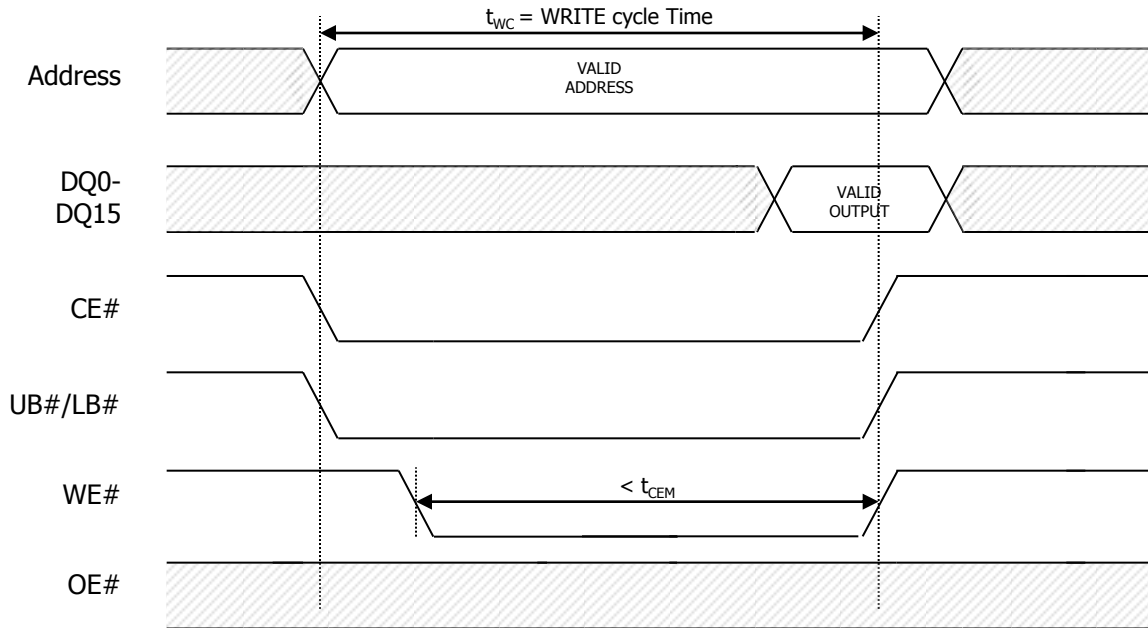 tWC = WRITE cycle Time
Address
VALID
ADDRESS
DQ0-
DQ15
VALID
OUTPUT
CE#
UB#/LB#
WE#
< tCEM
OE#